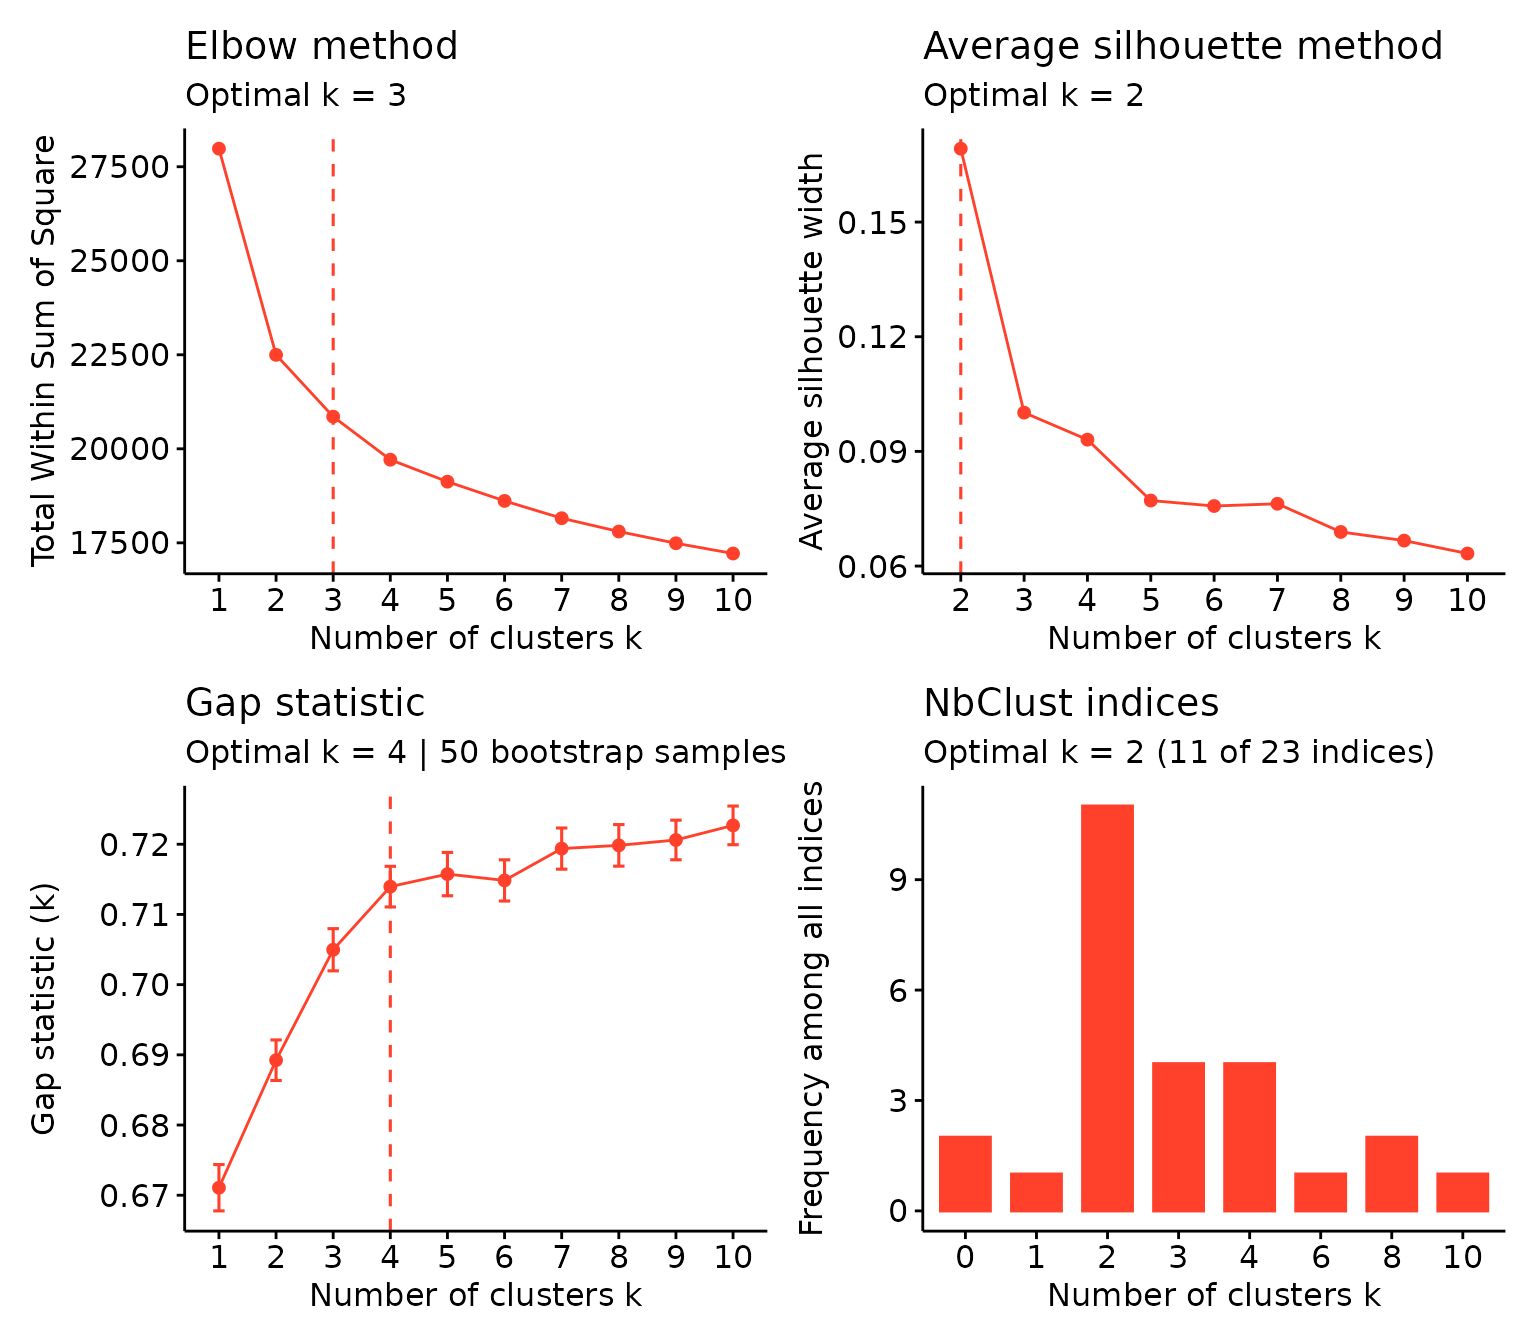 Elbow method
Optimal k = 3
Total Within Sum of Square
27500
25000
22500
20000
17500
1 2 3 4 5 6 7 8 9 10
Number of clusters k
Average silhouette method
Optimal k = 2
Average silhouette width
0.15
0.12
0.09
0.06
2 3 4 5 6 7 8 9 10
Number of clusters k
Gap statistic
Optimal k = 4 | 50 bootstrap samples
Gap statistic (k)
0.72
0.71
0.70
0.69
0.68
0.67
1 2 3 4 5 6 7 8 9 10
Number of clusters k
NbClust indices
Optimal k = 2 (11 of 23 indices)
Frequency among all indices
9
6
3
0
0 1 2 3 4 6 8 10
Number of clusters k